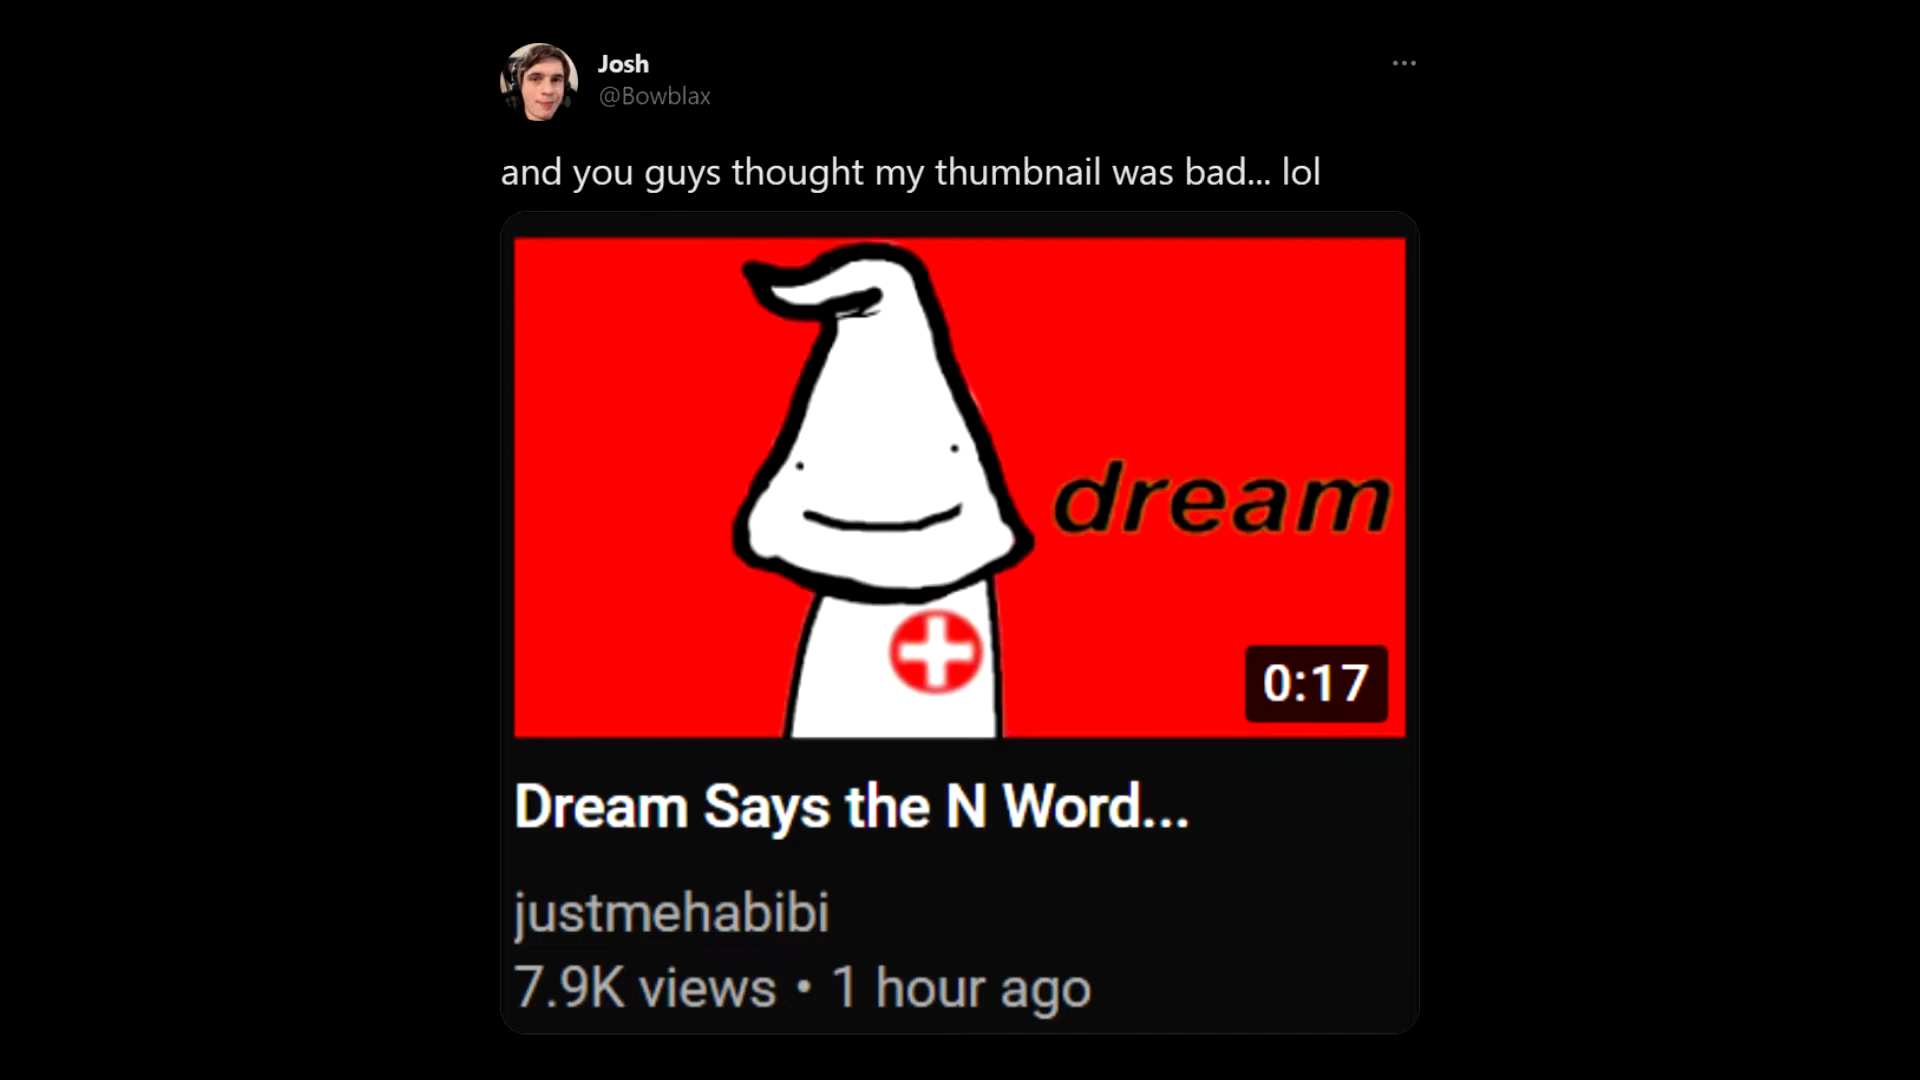 Josh
@Bowblax
and you guys thought my thumbnail was bad... lol
dream
0:17
Dream Says the N Word...
justmehabibi
7.9K views • 1 hour ago